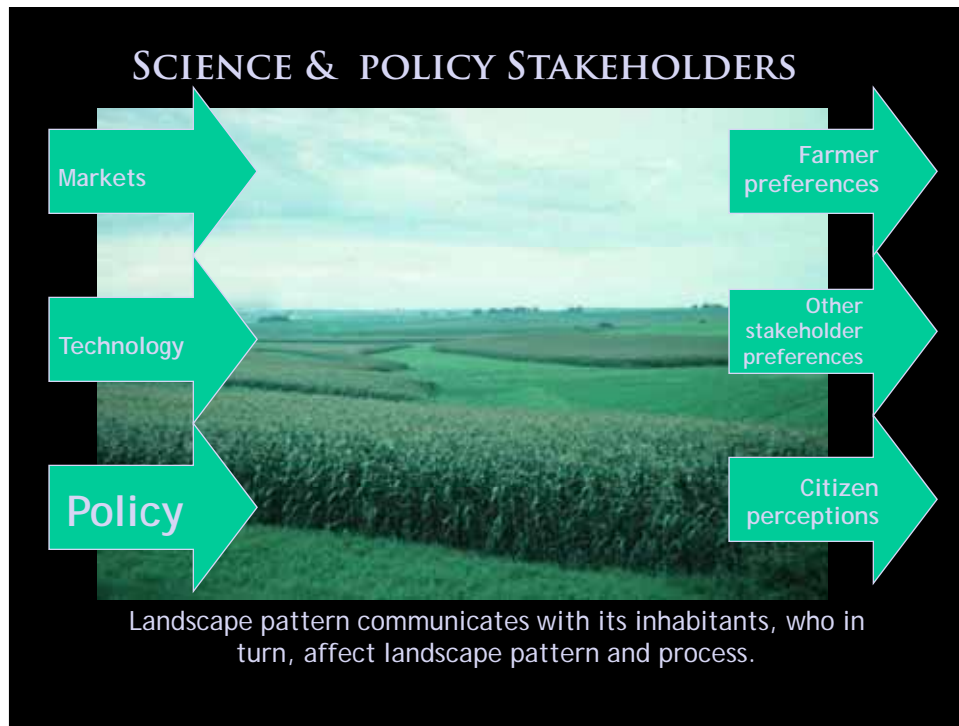 SCIENCE & POLICY STAKEHOLDERS
Markets
Technology
Policy
Farmer
preferences
Other
stakeholder
preferences
Citizen
perceptions
Landscape pattern communicates with its inhabitants, who in
turn, affect landscape pattern and process.